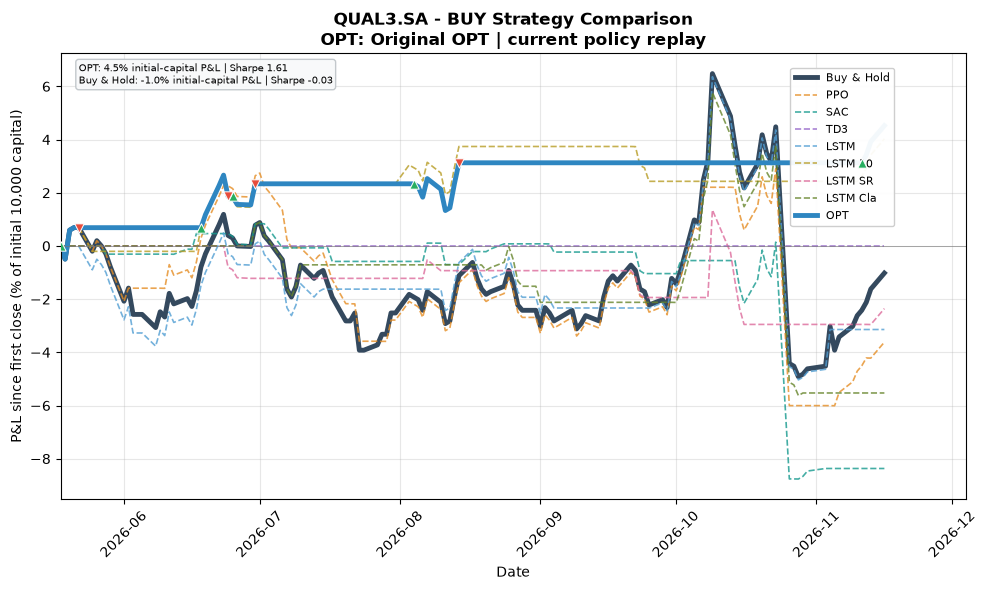 QUAL3.SA - BUY Strategy Comparison
OPT: Original OPT | current policy replay
OPT: 4.5% initial-capital P&L | Sharpe 1.61
Buy & Hold: -1.0% initial-capital P&L | Sharpe -0.03
Buy & Hold
PPO
SAC
TD3
LSTM
LSTM 0
LSTM SR
LSTM Cla
OPT
P&L since first close (% of initial 10,000 capital)
6
4
2
0
−2
−4
−6
−8
2026-06
2026-07
2026-08
2026-09
2026-10
2026-11
2026-12
Date